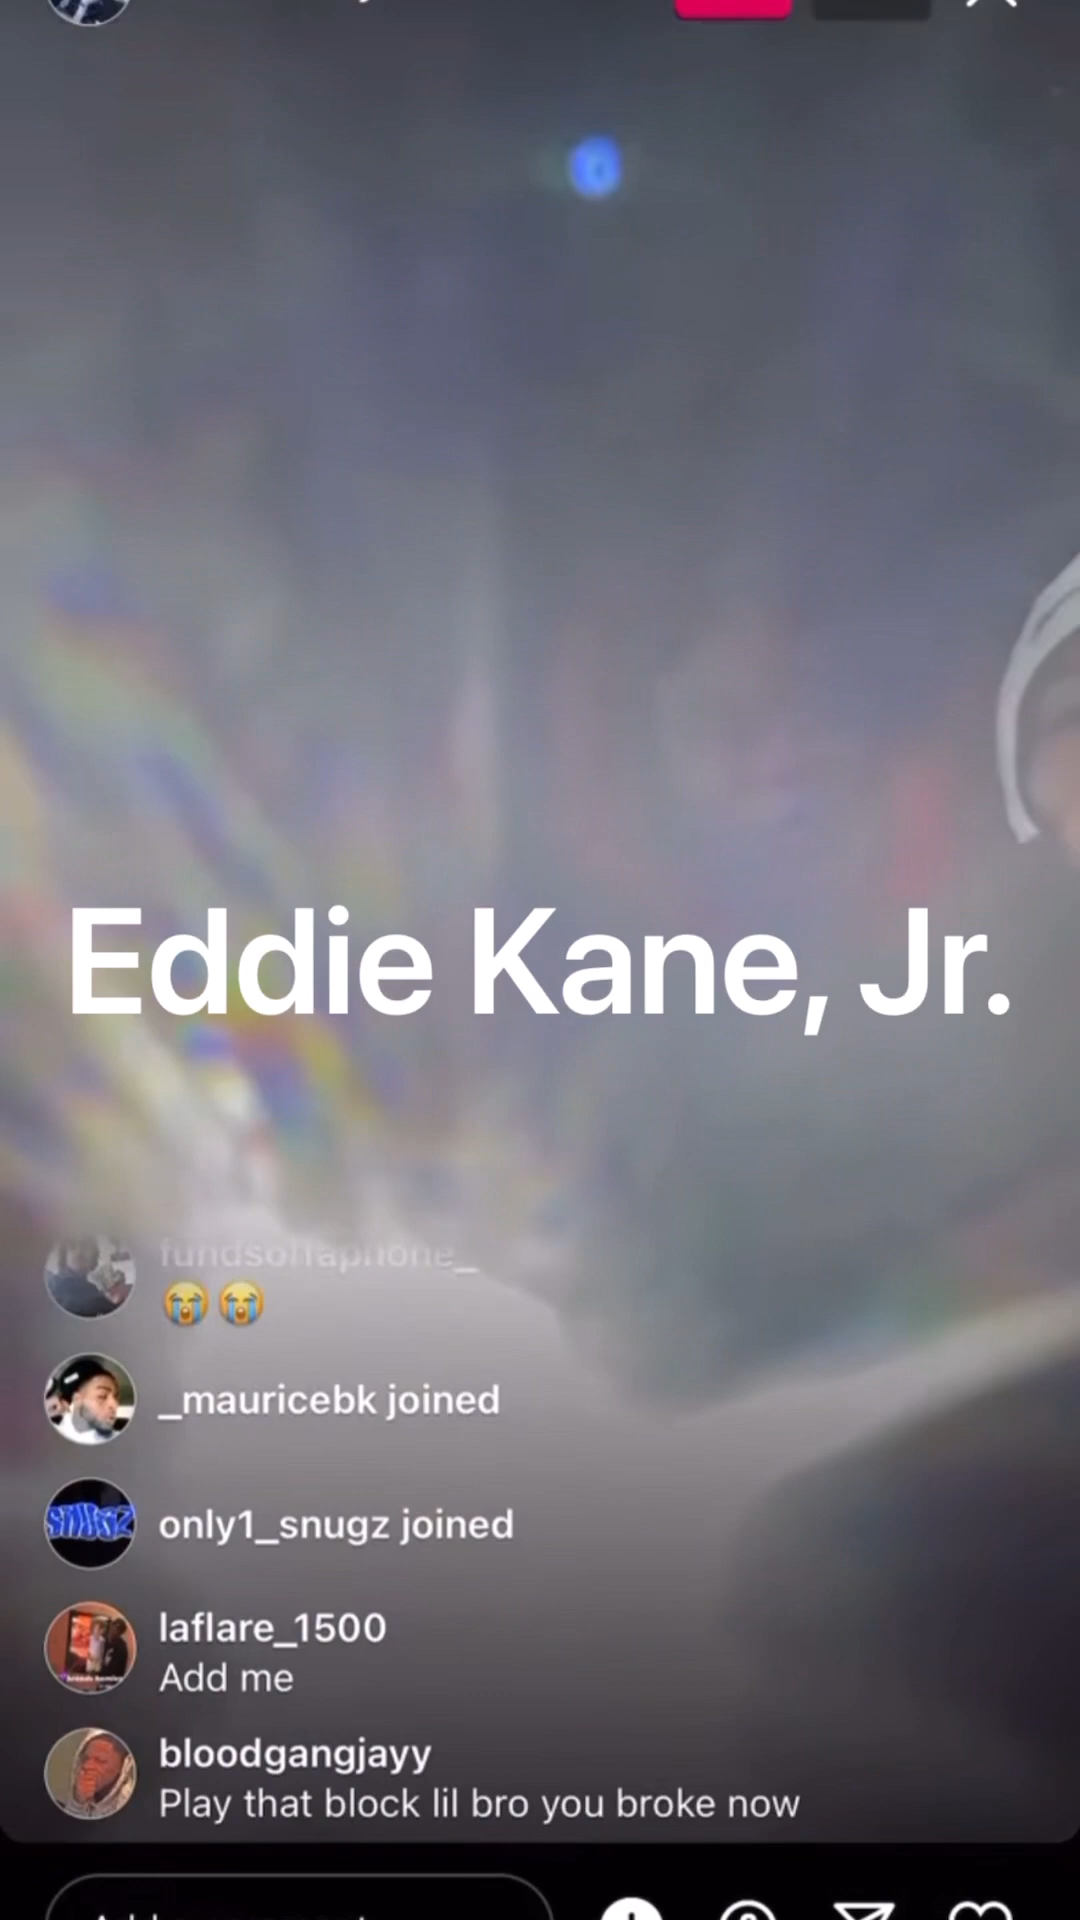 Eddie Kane, Jr.
😭😭
_mauricebk joined
only1_snugz joined
laflare_1500
Add me
bloodgangjayy
Play that block lil bro you broke now